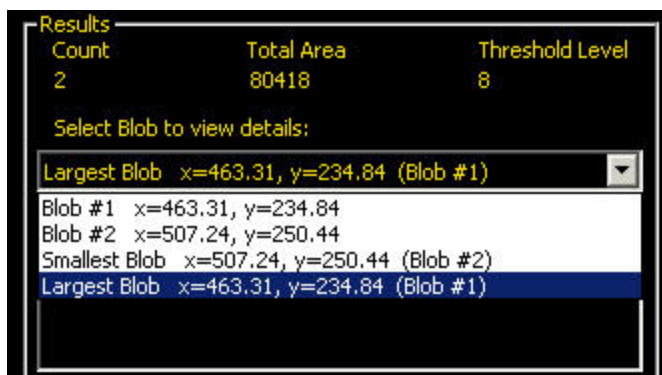 Results
Count Total Area Threshold Level
2 80418 8
Select Blob to view details:
Largest Blob x=463.31, y=234.84 (Blob #1)
Blob #1 x=463.31, y=234.84
Blob #2 x=507.24, y=250.44
Smallest Blob x=507.24, y=250.44 (Blob #2)
Largest Blob x=463.31, y=234.84 (Blob #1)